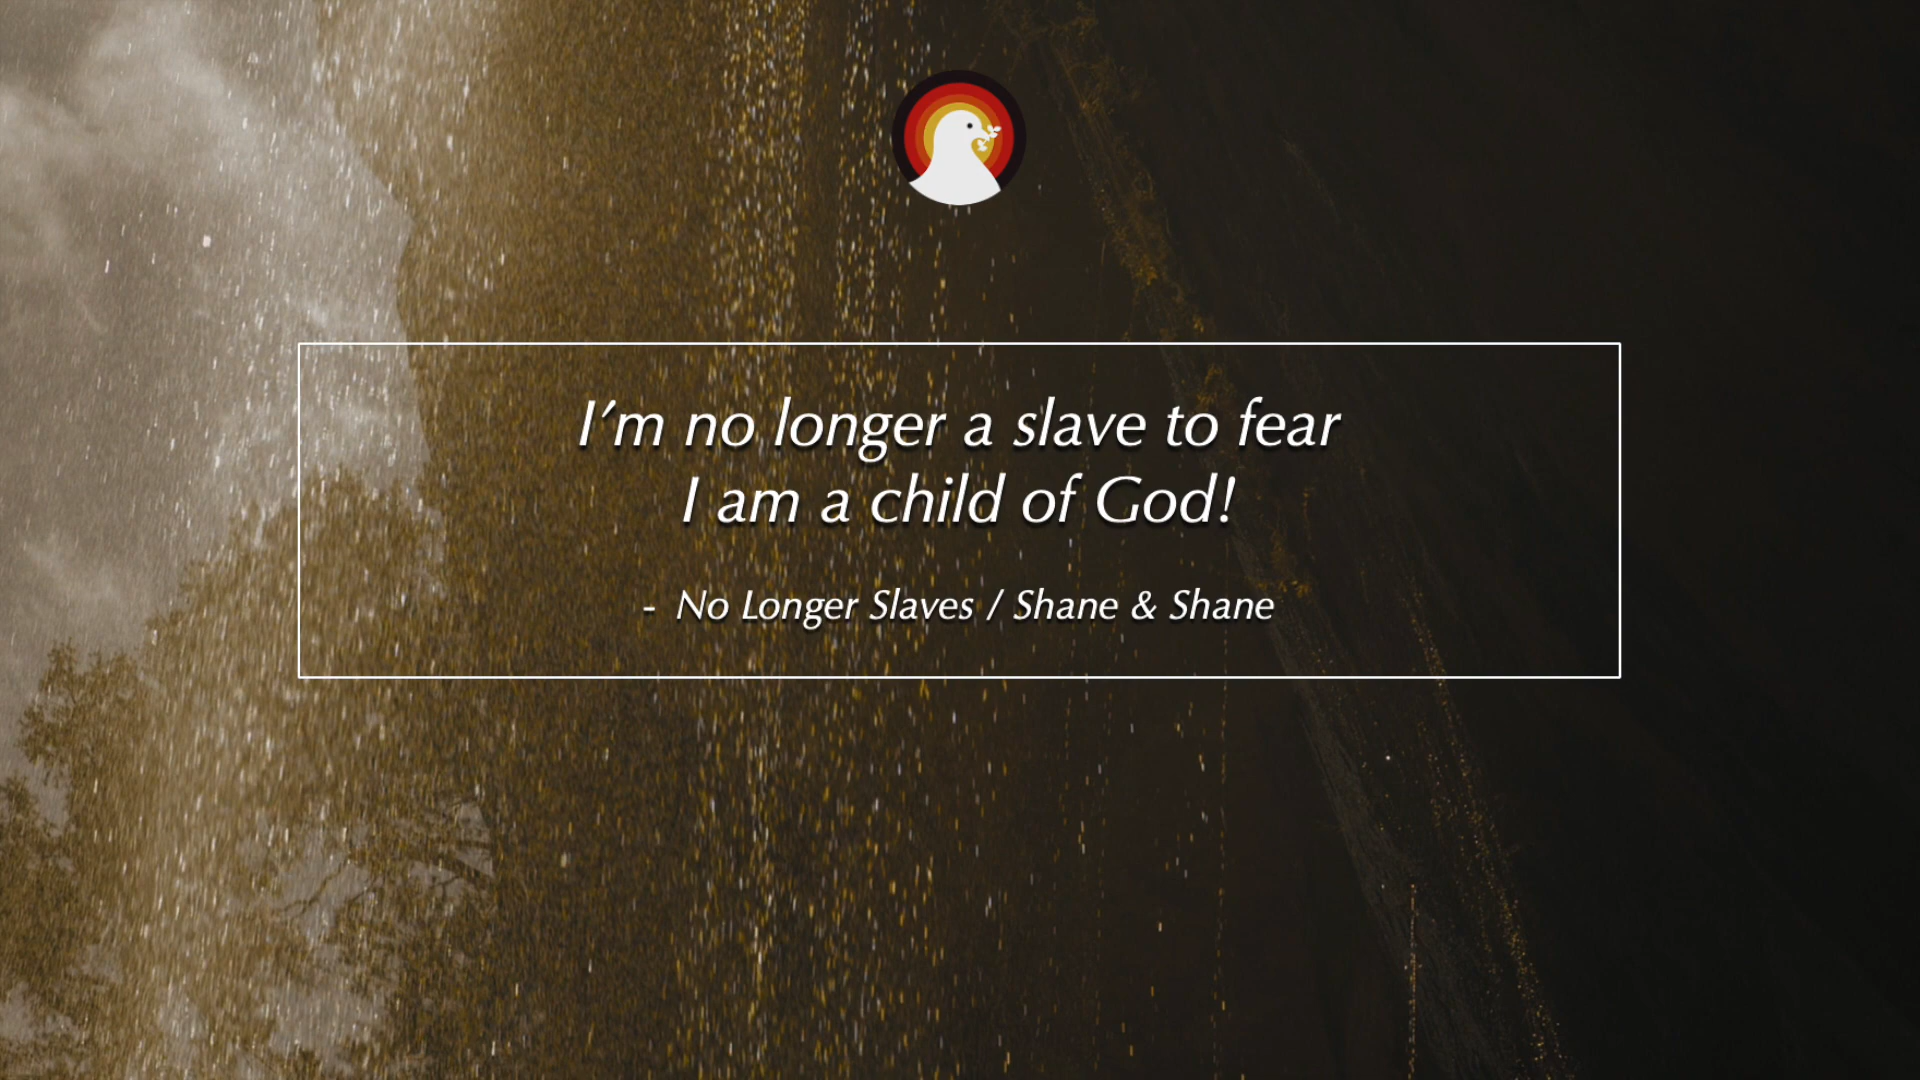 I'm no longer a slave to fear
I am a child of God!
- No Longer Slaves / Shane & Shane